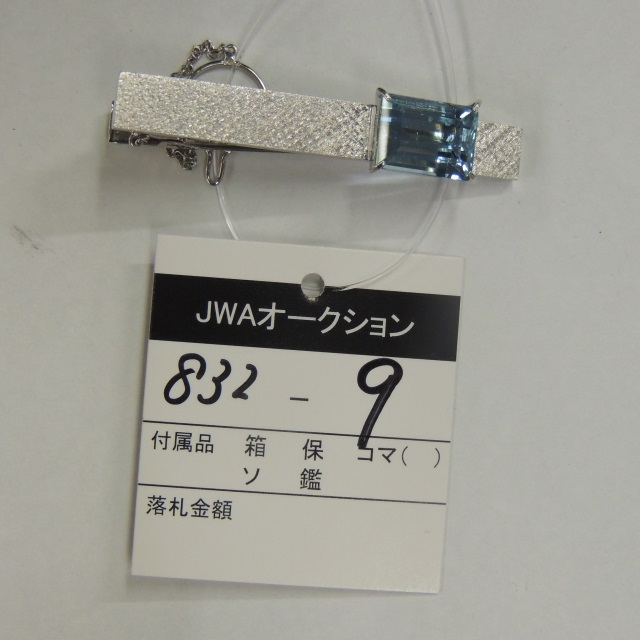 JWAオークション
832 - 9
付属品 箱 保 コマ( )
ソ 鑑
落札金額